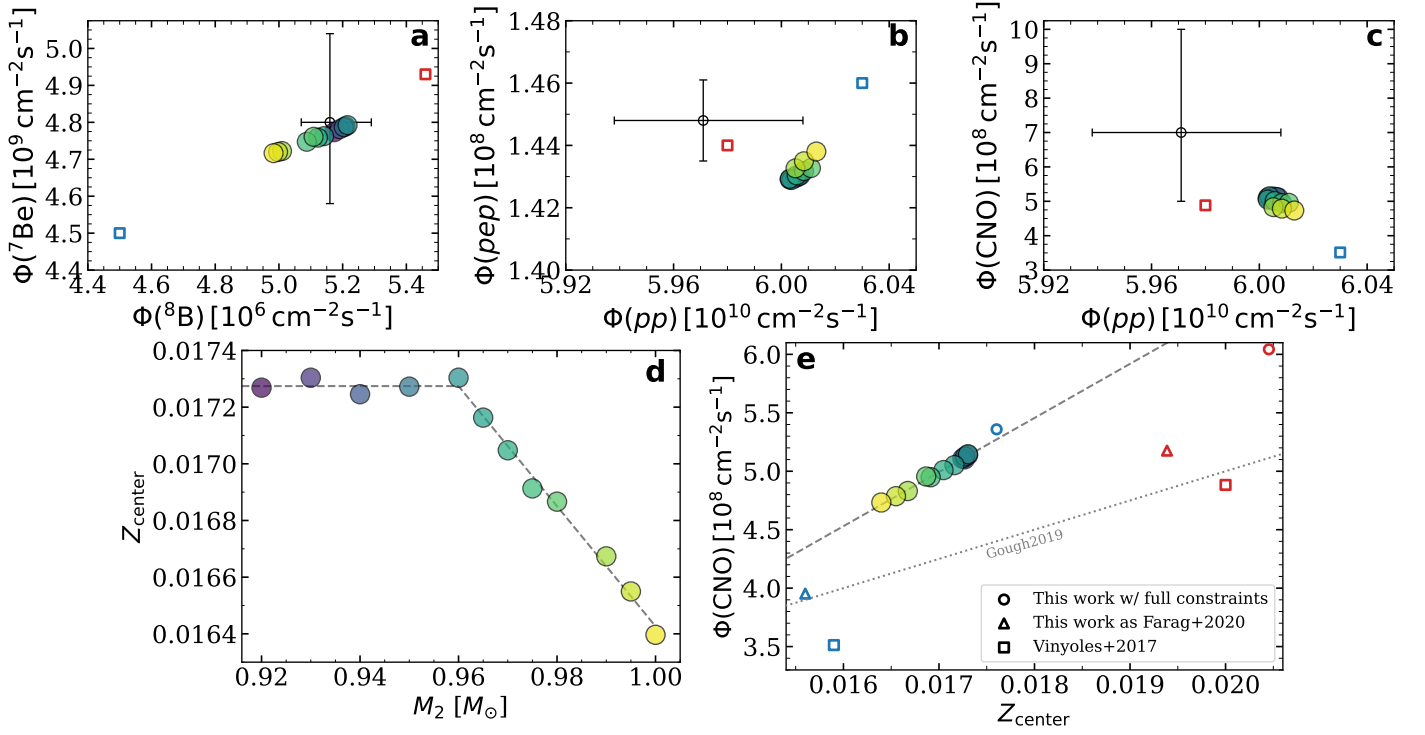 a
5.0
4.9
4.8
4.7
4.6
4.5
4.4
Φ(⁷Be) [10⁹ cm⁻²s⁻¹]
4.4 4.6 4.8 5.0 5.2 5.4
Φ(⁸B) [10⁶ cm⁻²s⁻¹]
b
1.48
1.46
1.44
1.42
1.40
Φ(pep) [10⁸ cm⁻²s⁻¹]
5.92 5.96 6.00 6.04
Φ(pp) [10¹⁰ cm⁻²s⁻¹]
c
10
9
8
7
6
5
4
3
Φ(CNO) [10⁸ cm⁻²s⁻¹]
5.92 5.96 6.00 6.04
Φ(pp) [10¹⁰ cm⁻²s⁻¹]
d
0.0174
0.0172
0.0170
0.0168
0.0166
0.0164
Z_center
0.92 0.94 0.96 0.98 1.00
M₂ [M☉]
e
6.0
5.5
5.0
4.5
4.0
3.5
Φ(CNO) [10⁸ cm⁻²s⁻¹]
Gough2019
This work w/ full constraints
This work as Farag+2020
Vinyoles+2017
0.016 0.017 0.018 0.019 0.020
Z_center